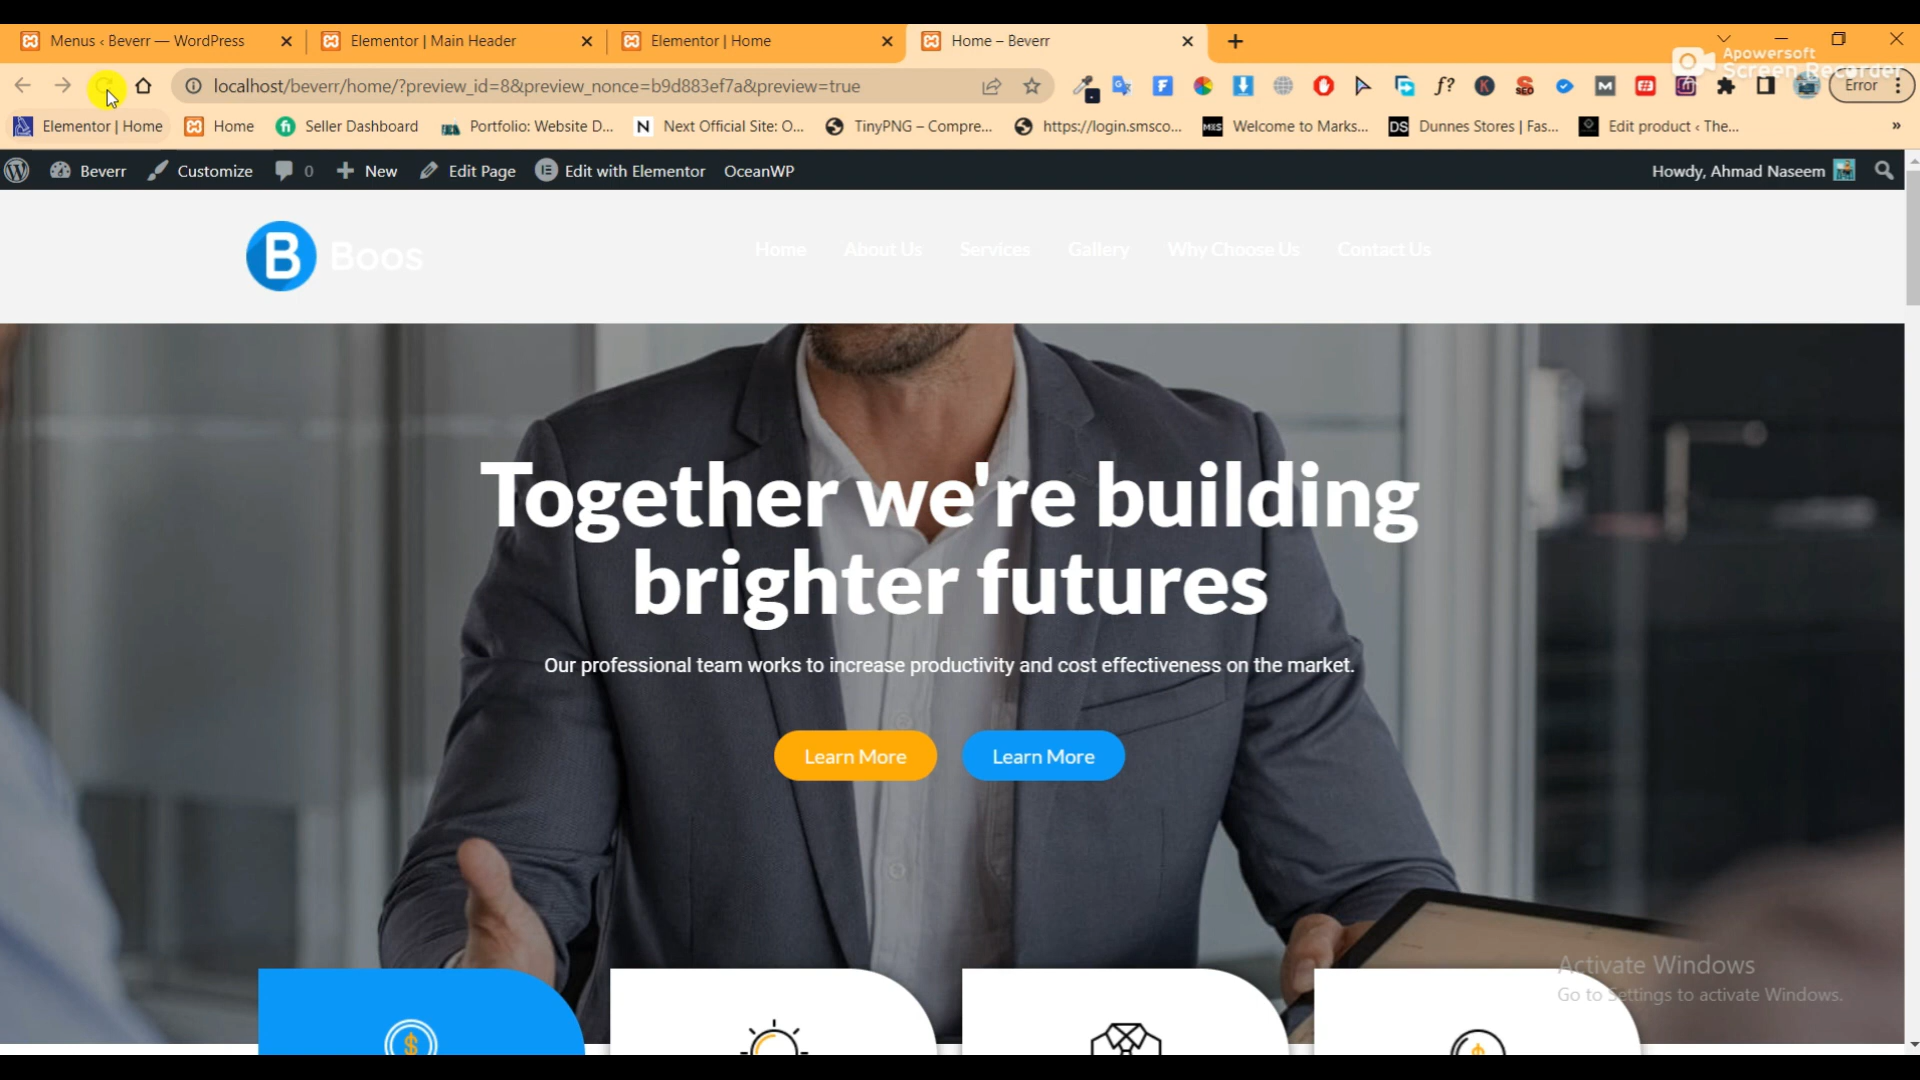 Menus ‹ Beverr — WordPress
Elementor | Main Header
Elementor | Home
Home – Beverr
Apowersoft
Screen Recorder
localhost/beverr/home/?preview_id=8&preview_nonce=b9d883ef7a&preview=true
Error
Elementor | Home
Home
Seller Dashboard
Portfolio: Website D...
Next Official Site: O...
TinyPNG – Compre...
https://login.smsco...
Welcome to Marks...
Dunnes Stores | Fas...
Edit product ‹ The...
Beverr
Customize
0
New
Edit Page
Edit with Elementor
OceanWP
Howdy, Ahmad Naseem
B Boos
Home
About Us
Services
Gallery
Why Choose Us
Contact Us
Together we're building
brighter futures
Our professional team works to increase productivity and cost effectiveness on the market.
Learn More
Learn More
Activate Windows
Go to Settings to activate Windows.